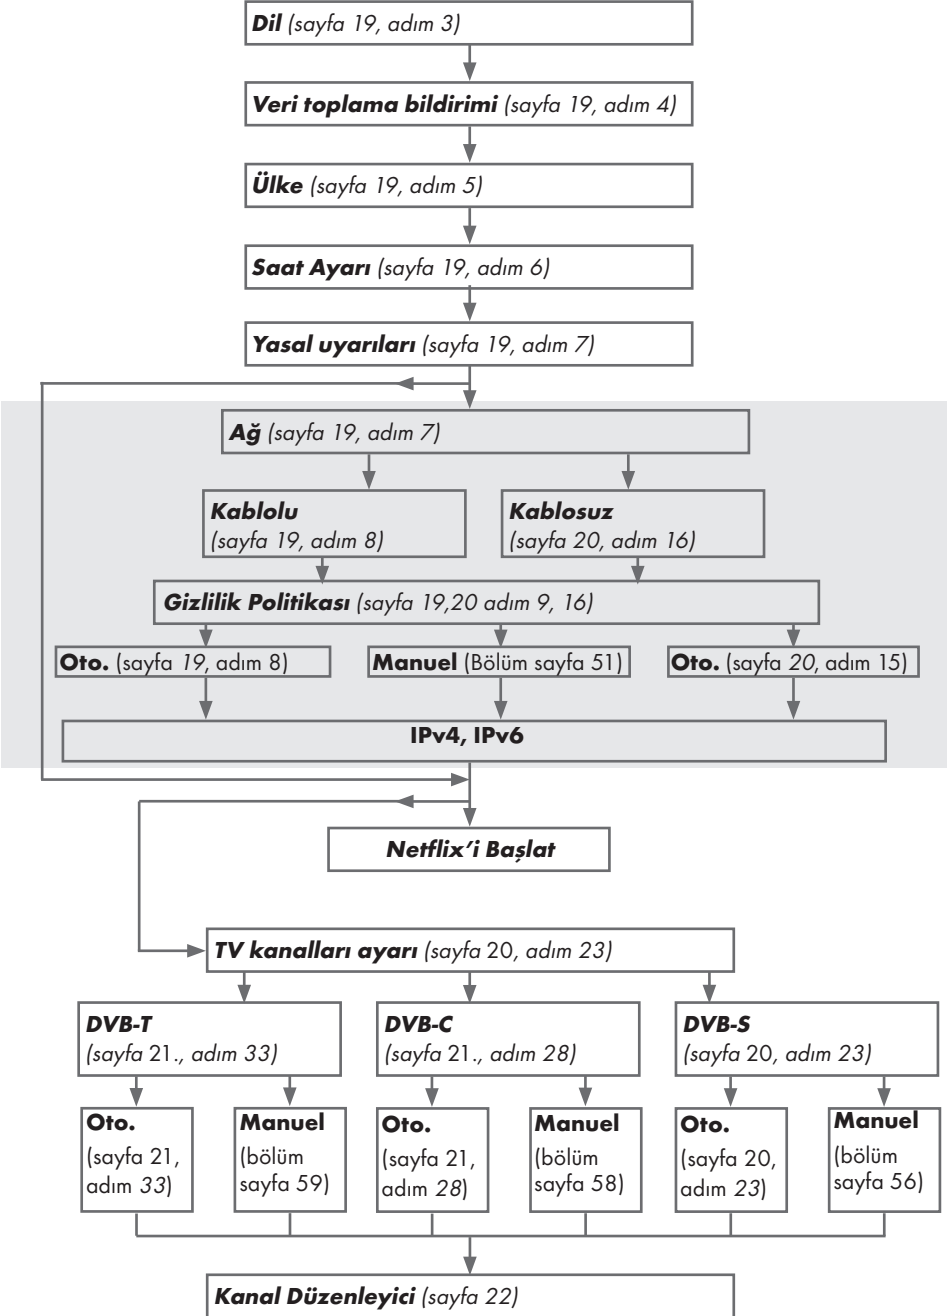 Dil (sayfa 19, adım 3)
Veri toplama bildirimi (sayfa 19, adım 4)
Ülke (sayfa 19, adım 5)
Saat Ayarı (sayfa 19, adım 6)
Yasal uyarıları (sayfa 19, adım 7)
Ağ (sayfa 19, adım 7)
Kablolu
(sayfa 19, adım 8)
Kablosuz
(sayfa 20, adım 16)
Gizlilik Politikası (sayfa 19,20 adım 9, 16)
Oto. (sayfa 19, adım 8)
Manuel (Bölüm sayfa 51)
Oto. (sayfa 20, adım 15)
IPv4, IPv6
Netflix’i Başlat
TV kanalları ayarı (sayfa 20, adım 23)
DVB-T
(sayfa 21., adım 33)
DVB-C
(sayfa 21., adım 28)
DVB-S
(sayfa 20, adım 23)
Oto.
(sayfa 21,
adım 33)
Manuel
(bölüm
sayfa 59)
Oto.
(sayfa 21,
adım 28)
Manuel
(bölüm
sayfa 58)
Oto.
(sayfa 20,
adım 23)
Manuel
(bölüm
sayfa 56)
Kanal Düzenleyici (sayfa 22)